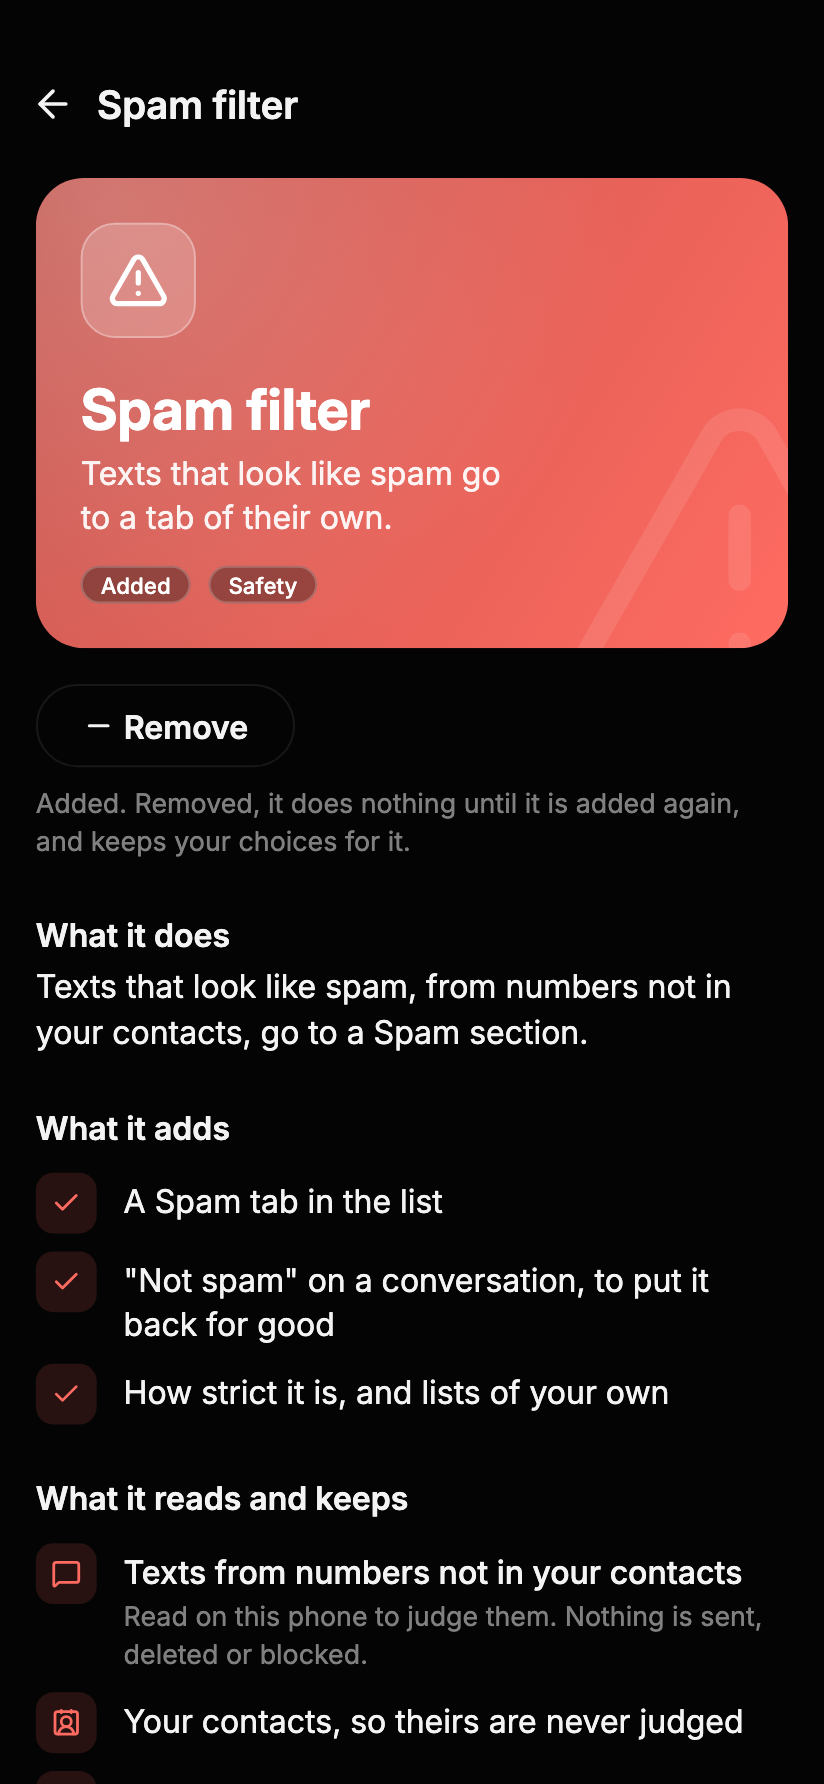 Spam filter
Spam filter
Texts that look like spam go
to a tab of their own.
Added
Safety
Remove
Added. Removed, it does nothing until it is added again,
and keeps your choices for it.
What it does
Texts that look like spam, from numbers not in
your contacts, go to a Spam section.
What it adds
A Spam tab in the list
"Not spam" on a conversation, to put it
back for good
How strict it is, and lists of your own
What it reads and keeps
Texts from numbers not in your contacts
Read on this phone to judge them. Nothing is sent,
deleted or blocked.
Your contacts, so theirs are never judged